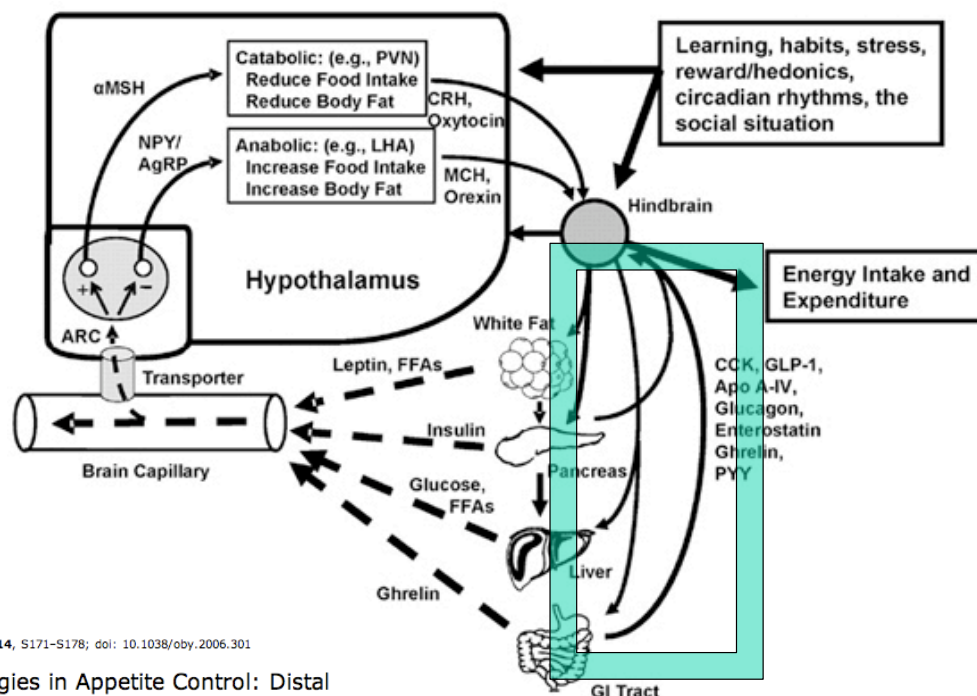 Catabolic: (e.g., PVN)
Reduce Food Intake
Reduce Body Fat
αMSH
CRH,
Oxytocin
NPY/
AgRP
Anabolic: (e.g., LHA)
Increase Food Intake
Increase Body Fat
MCH,
Orexin
Learning, habits, stress,
reward/hedonics,
circadian rhythms, the
social situation
Hindbrain
Hypothalamus
+
−
ARC
Energy Intake and
Expenditure
White Fat
Leptin, FFAs
Transporter
CCK, GLP-1,
Apo A-IV,
Glucagon,
Enterostatin
Ghrelin,
PYY
Insulin
Pancreas
Brain Capillary
Glucose,
FFAs
Liver
Ghrelin
14, S171–S178; doi: 10.1038/oby.2006.301
gies in Appetite Control: Distal
GI Tract